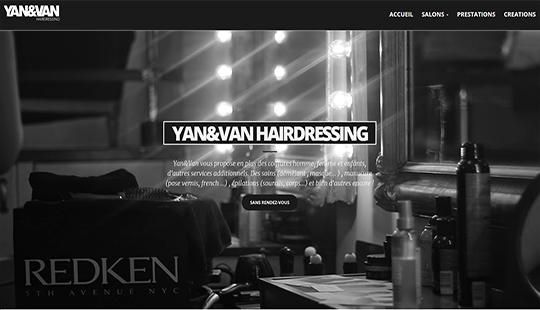 YAN&VAN
HAIRDRESSING
ACCUEIL SALONS PRESTATIONS CREATIONS
YAN&VAN HAIRDRESSING
Yan&Van vous propose en plus des coiffures homme, femme et enfants,
d'autres services additionnels. Des soins (démêlant, masque...), manucure
(pose vernis, french...), épilations (sourcils, corps...) et bien d'autres encore!
SANS RENDEZ-VOUS
REDKEN
5TH AVENUE NYC